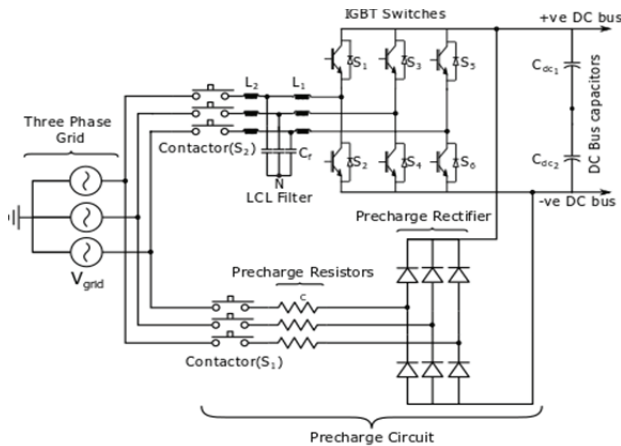 IGBT Switches
+ve DC bus
L2
L1
S1
S3
S5
Cdc1
Three Phase
Grid
Contactor(S2)
Cf
N
LCL Filter
S2
S4
S6
Cdc2
DC Bus capacitors
-ve DC bus
Precharge Rectifier
Vgrid
Precharge Resistors
C
Contactor(S1)
Precharge Circuit